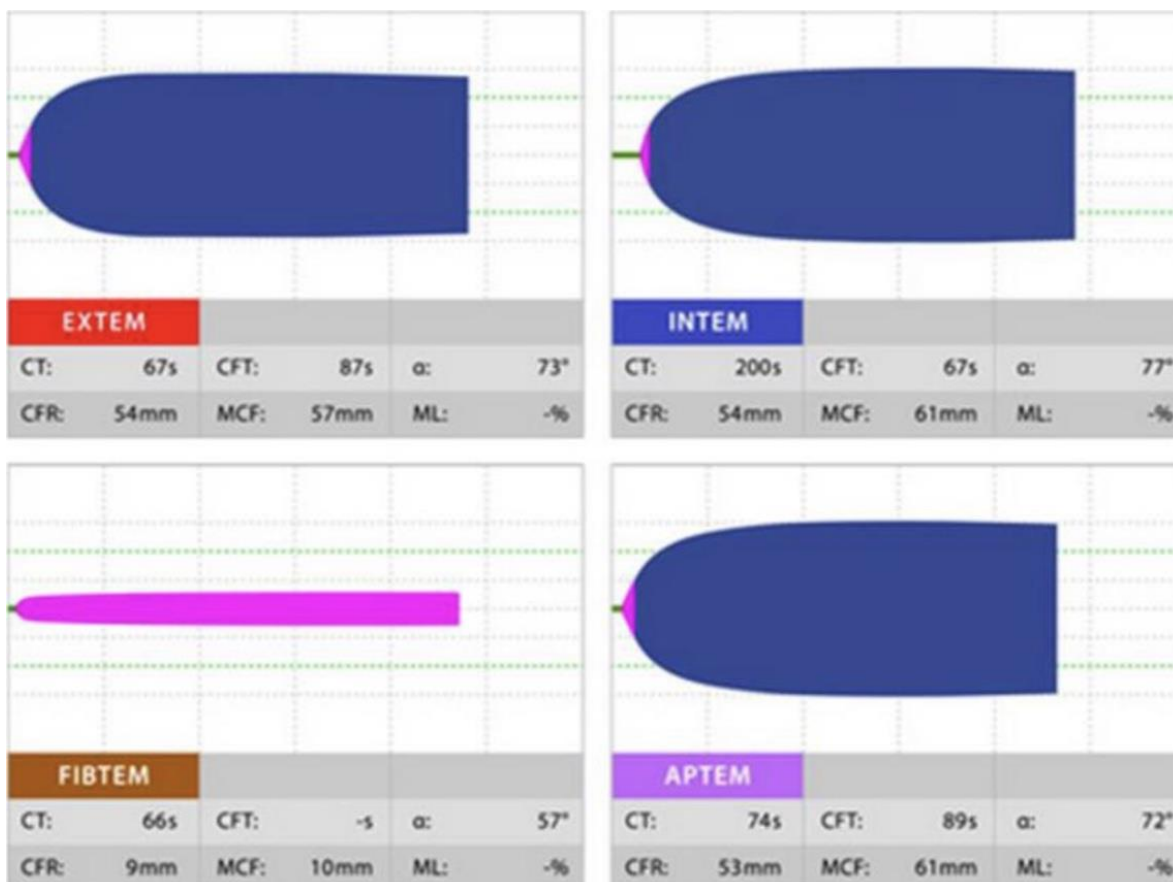 EXTEM
CT: 67s CFT: 87s α: 73°
CFR: 54mm MCF: 57mm ML: -%
INTEM
CT: 200s CFT: 67s α: 77°
CFR: 54mm MCF: 61mm ML: -%
FIBTEM
CT: 66s CFT: -s α: 57°
CFR: 9mm MCF: 10mm ML: -%
APTEM
CT: 74s CFT: 89s α: 72°
CFR: 53mm MCF: 61mm ML: -%